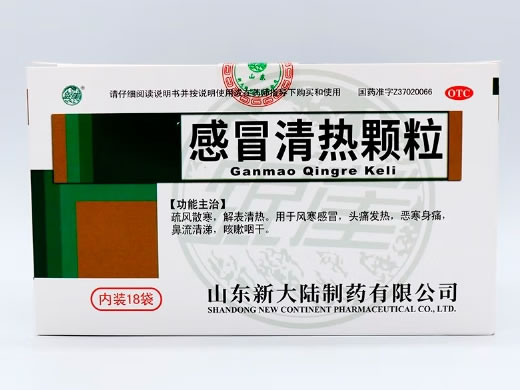 请仔细阅读说明书并按说明使用或在药师指导下购买和使用
国药准字Z37020066
OTC
感冒清热颗粒
Ganmao Qingre Keli
【功能主治】
疏风散寒，解表清热。用于风寒感冒，头痛发热，恶寒身痛，
鼻流清涕，咳嗽咽干。
内装18袋
山东新大陆制药有限公司
SHANDONG NEW CONTINENT PHARMACEUTICAL CO., LTD.